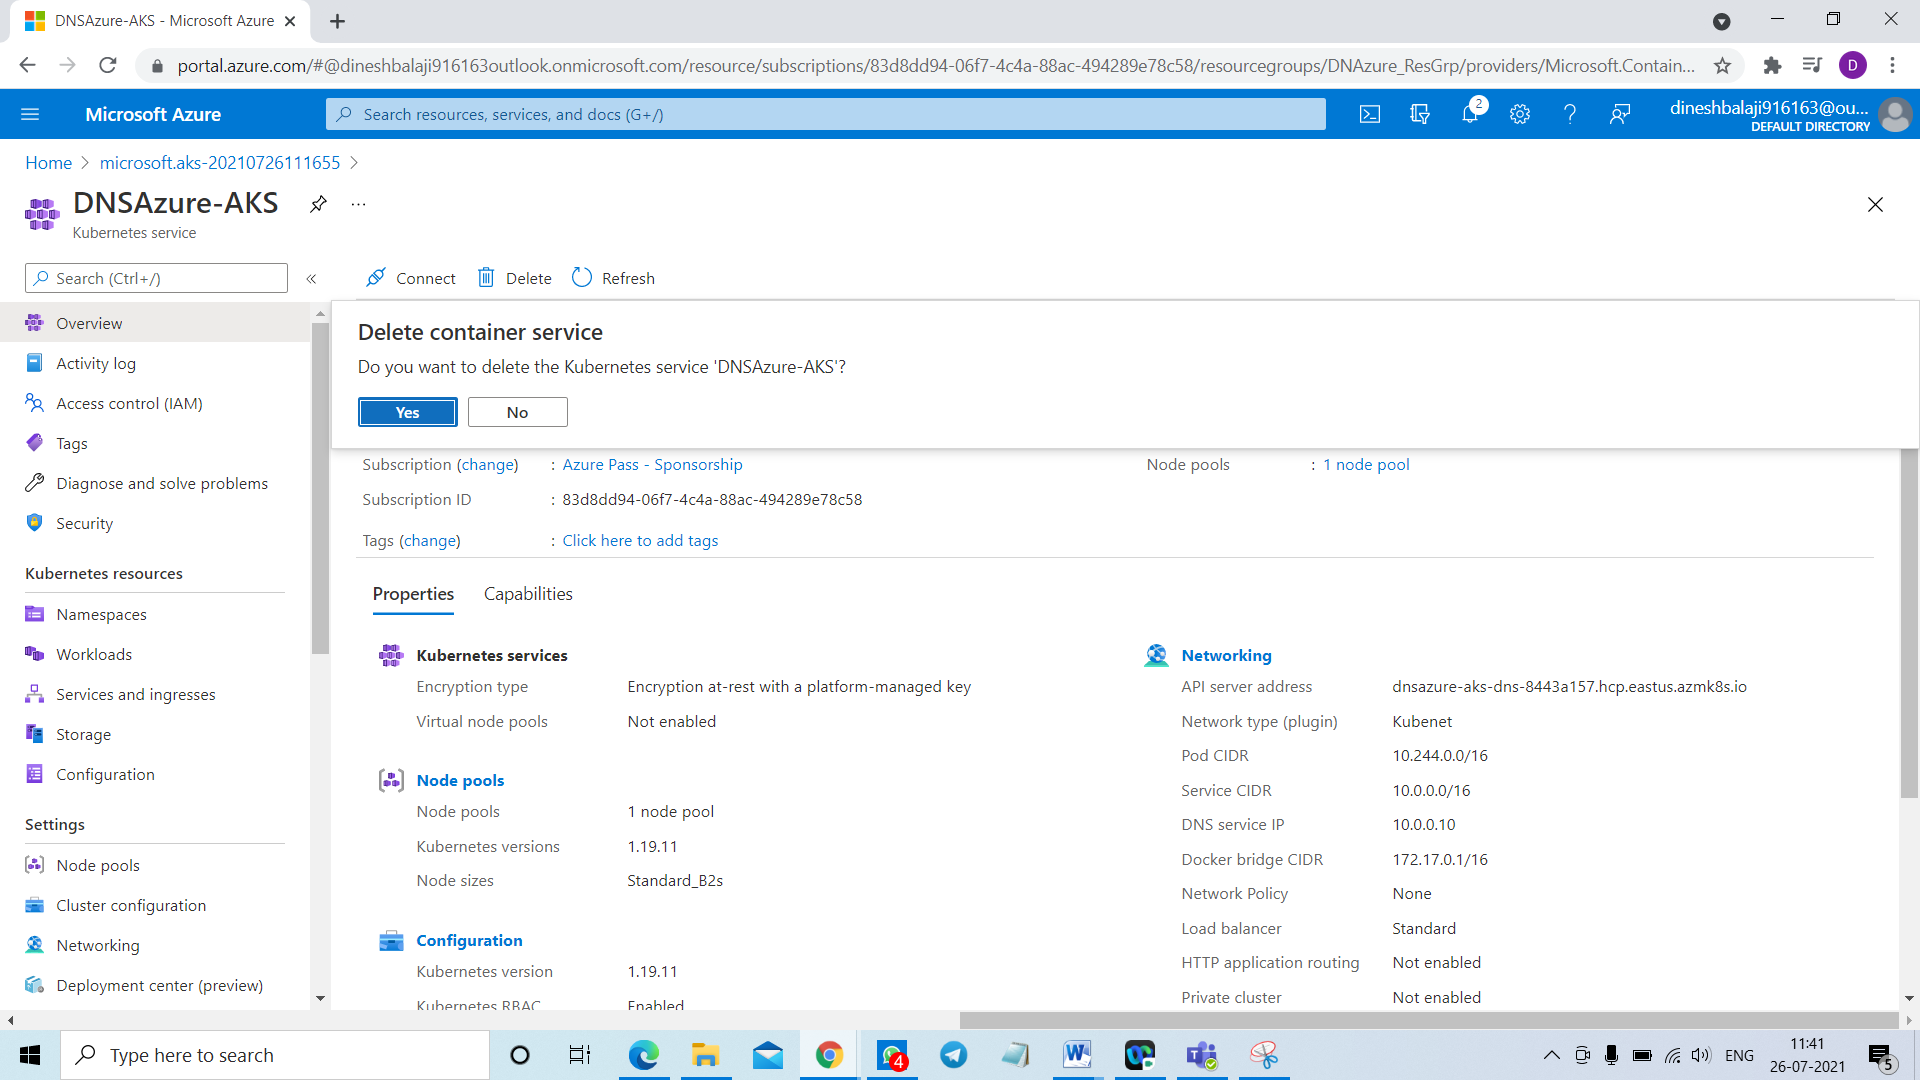 DNSAzure-AKS - Microsoft Azure
portal.azure.com/#@dineshbalaji916163outlook.onmicrosoft.com/resource/subscriptions/83d8dd94-06f7-4c4a-88ac-494289e78c58/resourcegroups/DNAzure_ResGrp/providers/Microsoft.Contain...
D
Microsoft Azure
Search resources, services, and docs (G+/)
2
dineshbalaji916163@ou...
DEFAULT DIRECTORY
Home
microsoft.aks-20210726111655
DNSAzure-AKS
...
Kubernetes service
Search (Ctrl+/)
Connect
Delete
Refresh
Overview
Activity log
Access control (IAM)
Tags
Diagnose and solve problems
Security
Kubernetes resources
Namespaces
Workloads
Services and ingresses
Storage
Configuration
Settings
Node pools
Cluster configuration
Networking
Deployment center (preview)
Delete container service
Do you want to delete the Kubernetes service 'DNSAzure-AKS'?
Yes
No
Subscription (change) : Azure Pass - Sponsorship
Node pools : 1 node pool
Subscription ID : 83d8dd94-06f7-4c4a-88ac-494289e78c58
Tags (change) : Click here to add tags
Properties
Capabilities
Kubernetes services
Encryption type Encryption at-rest with a platform-managed key
Virtual node pools Not enabled
Node pools
Node pools 1 node pool
Kubernetes versions 1.19.11
Node sizes Standard_B2s
Configuration
Kubernetes version 1.19.11
Kubernetes RBAC Enabled
Networking
API server address dnsazure-aks-dns-8443a157.hcp.eastus.azmk8s.io
Network type (plugin) Kubenet
Pod CIDR 10.244.0.0/16
Service CIDR 10.0.0.0/16
DNS service IP 10.0.0.10
Docker bridge CIDR 172.17.0.1/16
Network Policy None
Load balancer Standard
HTTP application routing Not enabled
Private cluster Not enabled
Type here to search
4
ENG
11:41
26-07-2021
5